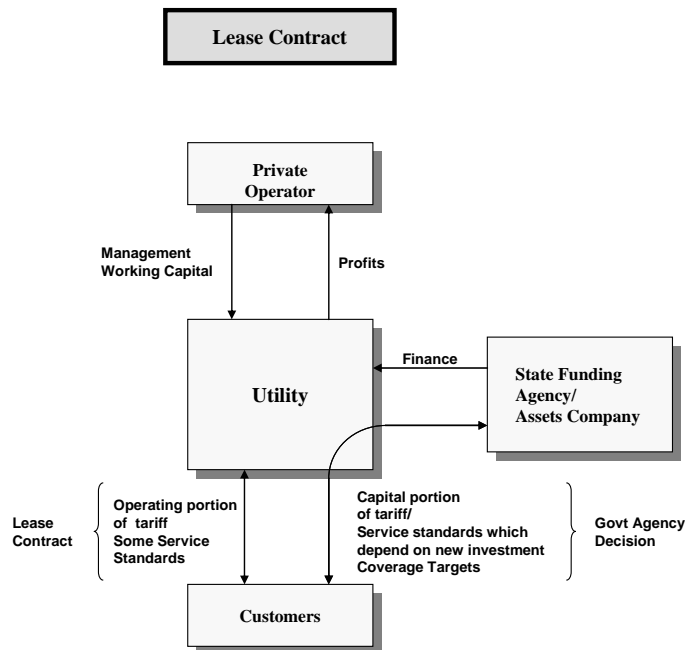 Lease Contract
Private
Operator
Management
Working Capital
Profits
Utility
Finance
State Funding
Agency/
Assets Company
Lease
Contract
Operating portion
of tariff
Some Service
Standards
Capital portion
of tariff/
Service standards which
depend on new investment
Coverage Targets
Govt Agency
Decision
Customers